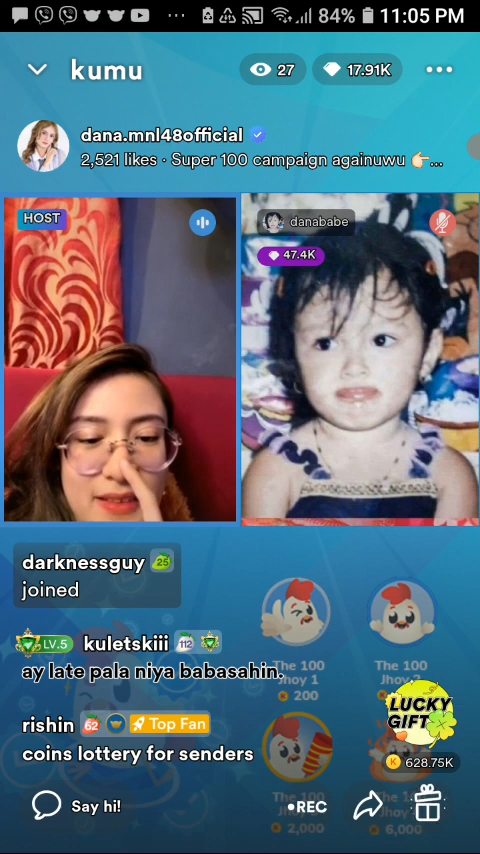 84% 11:05 PM
kumu 27 17.91K
dana.mnl48official
2,521 likes · Super 100 campaign againuwu 👉🏻...
HOST
danababe
47.4K
darknessguy 25
joined
LV.5 kuletskiii 112
ay late pala niya babasahin.
rishin 62 Top Fan
coins lottery for senders
The 100
200
The 100
LUCKY
GIFT
K 628.75K
The 100
2,000
6,000
Say hi!
•REC